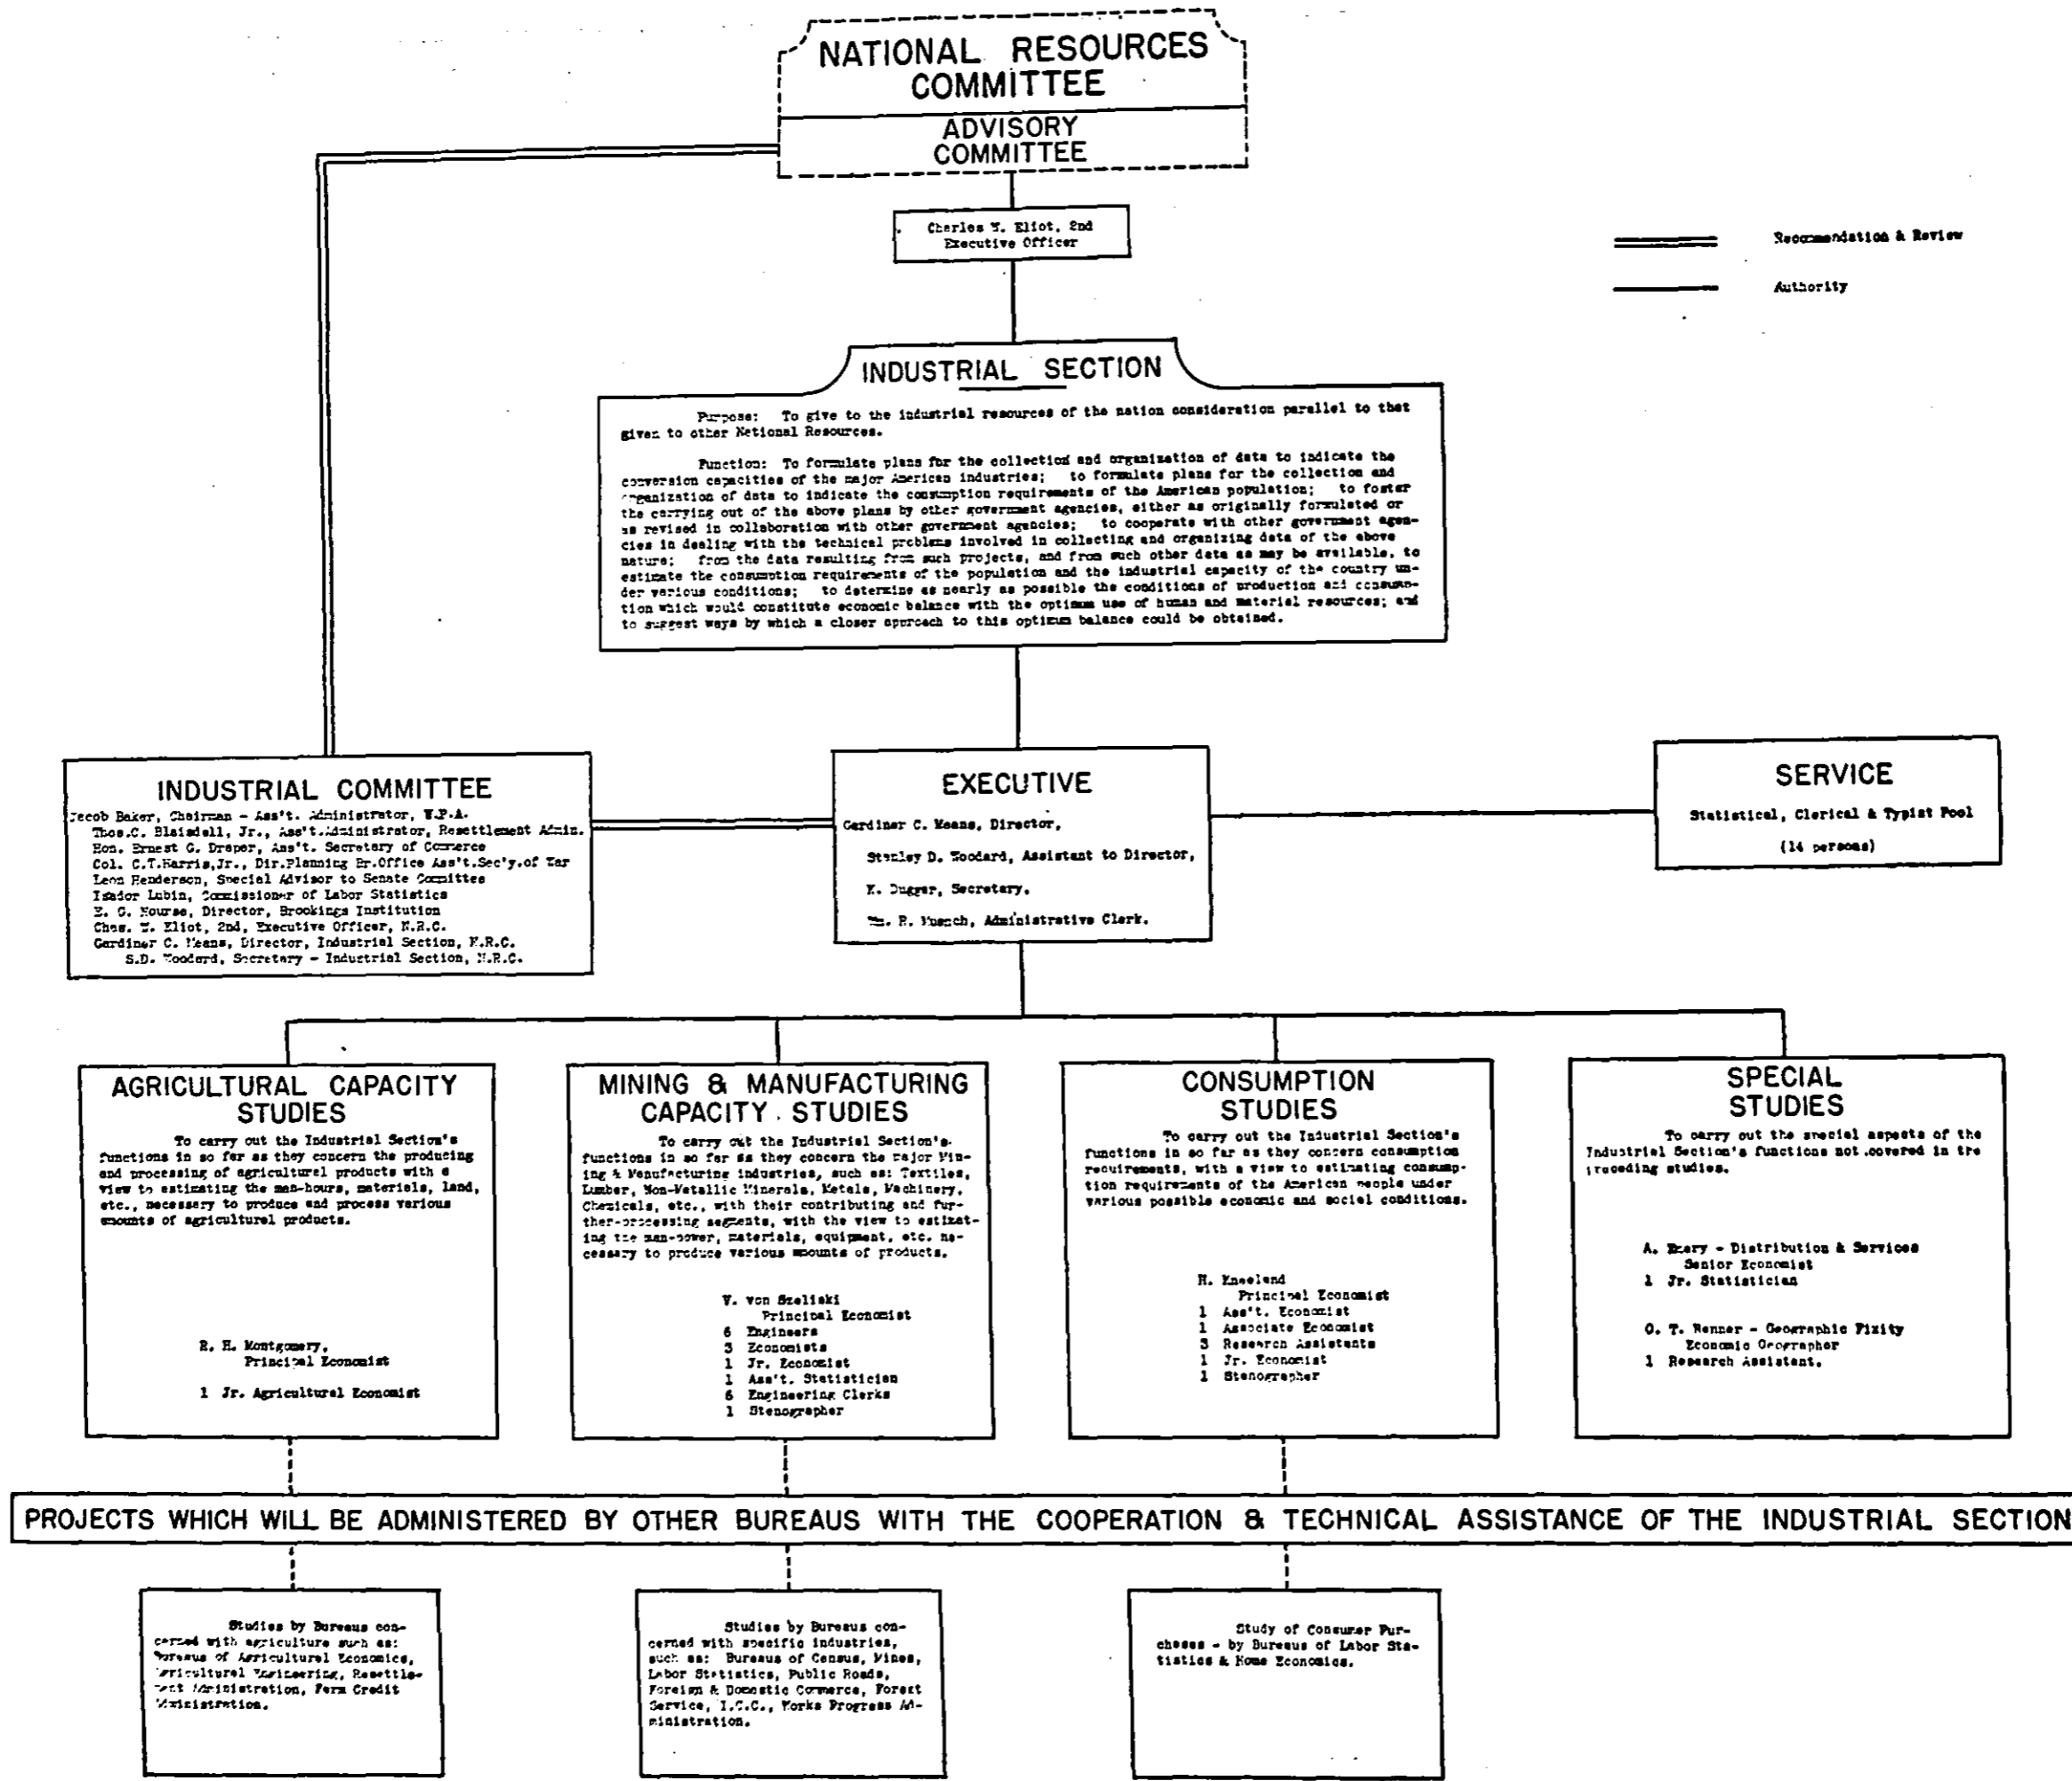 NATIONAL RESOURCES
COMMITTEE
ADVISORY
COMMITTEE
Charles W. Eliot, 2nd
Executive Officer
Recommendation & Review
Authority
INDUSTRIAL SECTION
Purpose: To give to the industrial resources of the nation consideration parallel to that
given to other National Resources.
Function: To formulate plans for the collection and organization of data to indicate the
conversion capacities of the major American industries; to formulate plans for the collection and
organization of data to indicate the consumption requirements of the American population; to foster
the carrying out of the above plans by other government agencies, either as originally formulated or
as revised in collaboration with other government agencies; to cooperate with other government agen-
cies in dealing with the technical problems involved in collecting and organizing data of the above
nature; from the data resulting from such projects, and from such other data as may be available, to
estimate the consumption requirements of the population and the industrial capacity of the country un-
der various conditions; to determine as nearly as possible the conditions of production and consump-
tion which would constitute economic balance with the optimum use of human and material resources; and
to suggest ways by which a closer approach to this optimum balance could be obtained.
INDUSTRIAL COMMITTEE
Jacob Baker, Chairman - Ass't. Administrator, W.P.A.
Thos.C. Blaisdell, Jr., Ass't.Administrator, Resettlement Admin.
Hon. Ernest G. Draper, Ass't. Secretary of Commerce
Col. C.T.Harris,Jr., Dir.Planning Br.Office Ass't.Sec'y.of War
Leon Henderson, Special Advisor to Senate Committee
Isador Lubin, Commissioner of Labor Statistics
E. G. Nourse, Director, Brookings Institution
Chas. W. Eliot, 2nd, Executive Officer, N.R.C.
Gardiner C. Means, Director, Industrial Section, N.R.C.
S.D. Woodard, Secretary - Industrial Section, N.R.C.
EXECUTIVE
Gardiner C. Means, Director,
Stanley D. Woodard, Assistant to Director,
K. Dugger, Secretary,
Wm. R. Administrative Clerk.
SERVICE
Statistical, Clerical & Typist Pool
(14 persons)
AGRICULTURAL CAPACITY
STUDIES
To carry out the Industrial Section's
functions in so far as they concern the producing
and processing of agricultural products with a
view to estimating the man-hours, materials, land,
etc., necessary to produce and process various
amounts of agricultural products.
R. H. Montgomery,
Principal Economist
1 Jr. Agricultural Economist
MINING & MANUFACTURING
CAPACITY STUDIES
To carry out the Industrial Section's
functions in so far as they concern the major Min-
ing & Manufacturing industries, such as: Textiles,
Lumber, Non-Metallic Minerals, Metals, Machinery,
Chemicals, etc., with their contributing and fur-
ther-processing segments, with the view to estimat-
ing the man-power, materials, equipment, etc. ne-
cessary to produce various amounts of products.
V. von Szeliski
Principal Economist
6 Engineers
3 Economists
1 Jr. Economist
1 Ass't. Statistician
6 Engineering Clerks
1 Stenographer
CONSUMPTION
STUDIES
To carry out the Industrial Section's
functions in so far as they concern consumption
requirements, with a view to estimating consump-
tion requirements of the American people under
various possible economic and social conditions.
H. Kneeland
Principal Economist
1 Ass't. Economist
1 Associate Economist
3 Research Assistants
1 Jr. Economist
1 Stenographer
SPECIAL
STUDIES
To carry out the special aspects of the
Industrial Section's functions not covered in the
preceding studies.
A. - Distribution & Services
Senior Economist
1 Jr. Statistician
G. T. Renner - Geographic Fixity
Economic Geographer
1 Research Assistant.
PROJECTS WHICH WILL BE ADMINISTERED BY OTHER BUREAUS WITH THE COOPERATION & TECHNICAL ASSISTANCE OF THE INDUSTRIAL SECTION
Studies by Bureaus con-
cerned with agriculture such as:
Bureaus of Agricultural Economics,
Agricultural Engineering, Resettle-
ment Administration, Farm Credit
Administration.
Studies by Bureaus con-
cerned with specific industries,
such as: Bureaus of Census, Mines,
Labor Statistics, Public Roads,
Foreign & Domestic Commerce, Forest
Service, I.C.C., Works Progress Ad-
ministration.
Study of Consumer Pur-
chases - by Bureaus of Labor Sta-
tistics & Home Economics.